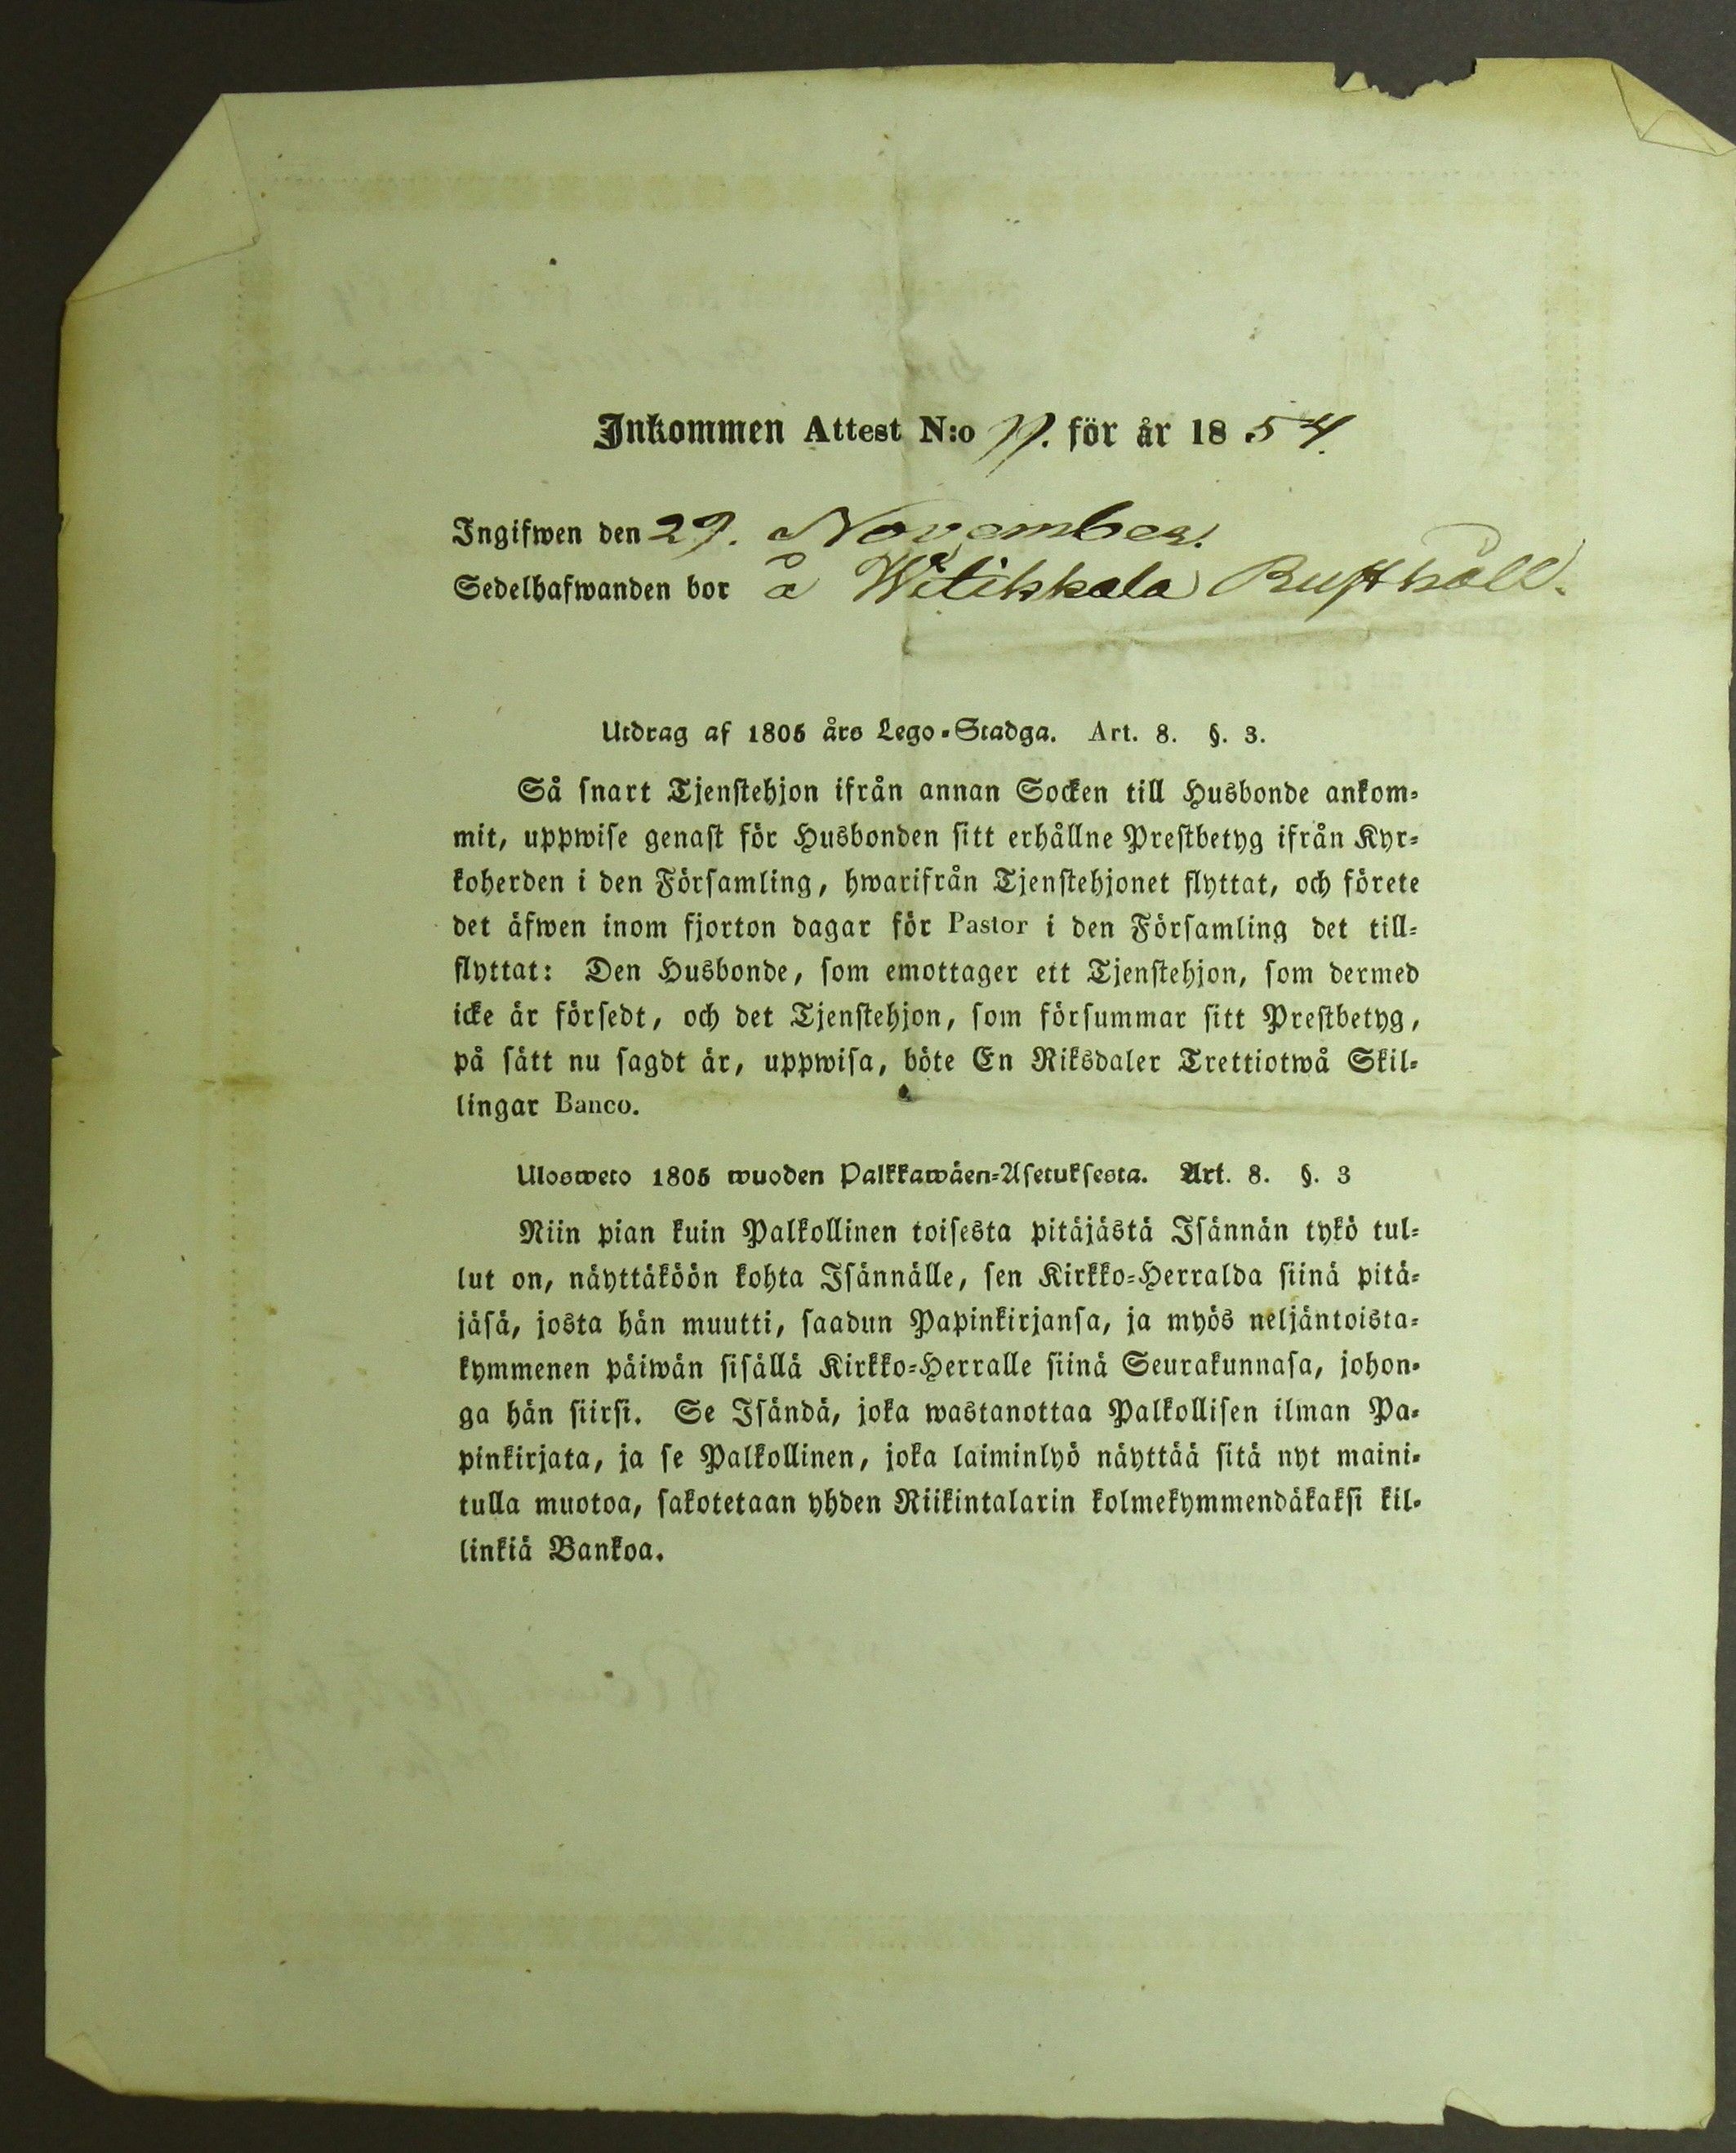 Inkommen Attest N:o 77. för år 1854.
Ingifwen den 29. November.
Sedelhafwanden bor å Witikkala Rusthåll.
Utdrag af 1805 års Lego-Stadga. Art. 8. §. 3.
Så snart Tjenstehjon ifrån annan Socken till Husbonde ankom-
mit, uppwise genast för Husbonden sitt erhållne Prestbetyg ifrån Kyr-
koherden i den Församling, hwarifrån Tjenstehjonet flyttat, och förete
det äfwen inom fjorton dagar för Pastor i den Församling det till-
flyttat: Den Husbonde, som emottager ett Tjenstehjon, som dermed
icke är försedt, och det Tjenstehjon, som försummar sitt Prestbetyg,
på sätt nu sagdt är, uppwisa, böte En Riksdaler Trettiotwå Skil-
lingar Banco.
Ulosweto 1805 wuoden Palkkawäen-Asetuksesta. Art. 8. §. 3
Niin pian kuin Palkollinen toisesta pitäjästä Isännän tykö tul-
lut on, näyttäköön kohta Isännälle, sen Kirkko-Herralda siinä pitä-
jäsä, josta hän muutti, saadun Papinkirjansa, ja myös neljäntoista-
kymmenen päiwän sisällä Kirkko-Herralle siinä Seurakunnasa, johon-
ga hän siirsi. Se Isändä, joka wastanottaa Palkollisen ilman Pa-
pinkirjata, ja se Palkollinen, joka laiminlyö näyttää sitä nyt maini-
tulla muotoa, sakotetaan yhden Riikintalarin kolmekymmendäkaksi kil-
linkiä Bankoa.